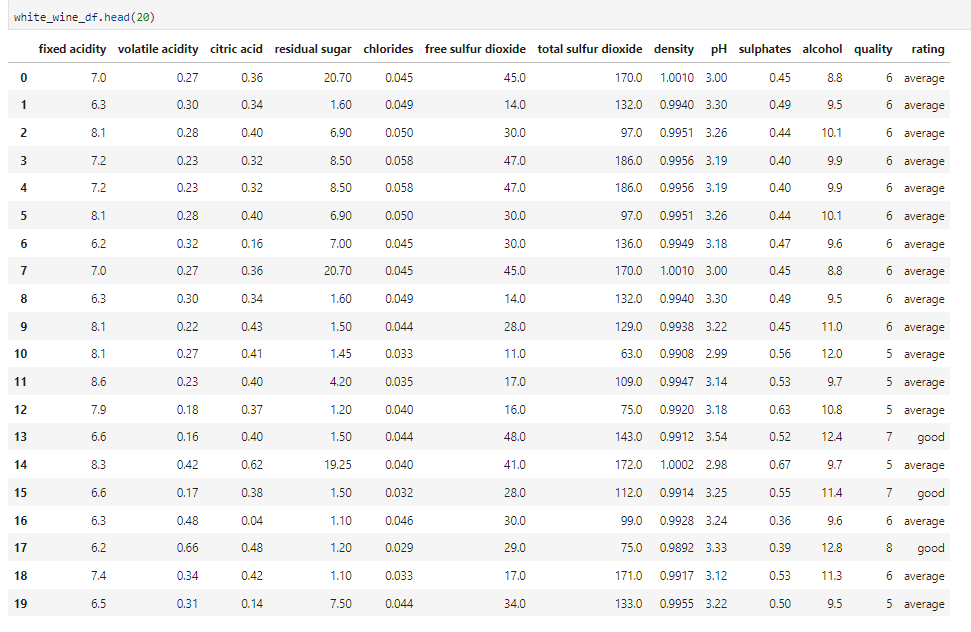 white_wine_df.head(20)
fixed acidity volatile acidity citric acid residual sugar chlorides free sulfur dioxide total sulfur dioxide density pH sulphates alcohol quality rating
0 7.0 0.27 0.36 20.70 0.045 45.0 170.0 1.0010 3.00 0.45 8.8 6 average
1 6.3 0.30 0.34 1.60 0.049 14.0 132.0 0.9940 3.30 0.49 9.5 6 average
2 8.1 0.28 0.40 6.90 0.050 30.0 97.0 0.9951 3.26 0.44 10.1 6 average
3 7.2 0.23 0.32 8.50 0.058 47.0 186.0 0.9956 3.19 0.40 9.9 6 average
4 7.2 0.23 0.32 8.50 0.058 47.0 186.0 0.9956 3.19 0.40 9.9 6 average
5 8.1 0.28 0.40 6.90 0.050 30.0 97.0 0.9951 3.26 0.44 10.1 6 average
6 6.2 0.32 0.16 7.00 0.045 30.0 136.0 0.9949 3.18 0.47 9.6 6 average
7 7.0 0.27 0.36 20.70 0.045 45.0 170.0 1.0010 3.00 0.45 8.8 6 average
8 6.3 0.30 0.34 1.60 0.049 14.0 132.0 0.9940 3.30 0.49 9.5 6 average
9 8.1 0.22 0.43 1.50 0.044 28.0 129.0 0.9938 3.22 0.45 11.0 6 average
10 8.1 0.27 0.41 1.45 0.033 11.0 63.0 0.9908 2.99 0.56 12.0 5 average
11 8.6 0.23 0.40 4.20 0.035 17.0 109.0 0.9947 3.14 0.53 9.7 5 average
12 7.9 0.18 0.37 1.20 0.040 16.0 75.0 0.9920 3.18 0.63 10.8 5 average
13 6.6 0.16 0.40 1.50 0.044 48.0 143.0 0.9912 3.54 0.52 12.4 7 good
14 8.3 0.42 0.62 19.25 0.040 41.0 172.0 1.0002 2.98 0.67 9.7 5 average
15 6.6 0.17 0.38 1.50 0.032 28.0 112.0 0.9914 3.25 0.55 11.4 7 good
16 6.3 0.48 0.04 1.10 0.046 30.0 99.0 0.9928 3.24 0.36 9.6 6 average
17 6.2 0.66 0.48 1.20 0.029 29.0 75.0 0.9892 3.33 0.39 12.8 8 good
18 7.4 0.34 0.42 1.10 0.033 17.0 171.0 0.9917 3.12 0.53 11.3 6 average
19 6.5 0.31 0.14 7.50 0.044 34.0 133.0 0.9955 3.22 0.50 9.5 5 average